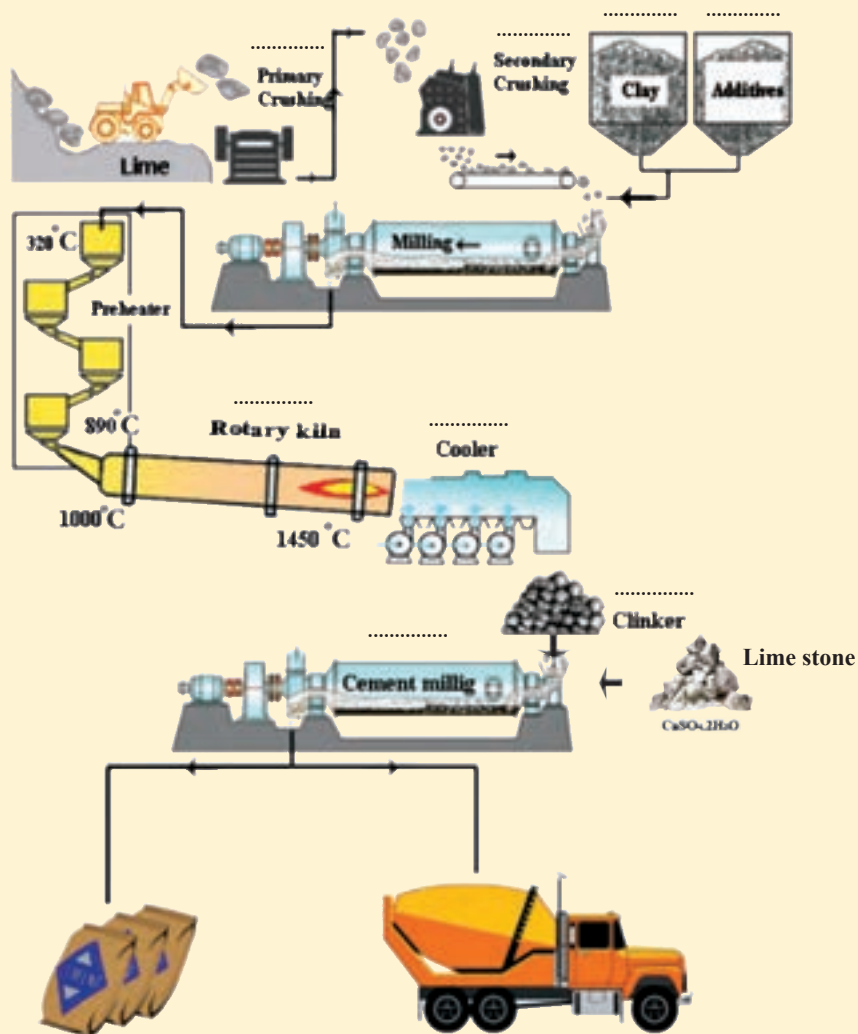 Primary
Crushing
Secondary
Crushing
Clay
Additives
Lime
Milling
320°C
Preheater
890°C
Rotary kiln
Cooler
1000°C
1450°C
Clinker
Lime stone
Cement millig
CaSO4.2H2O